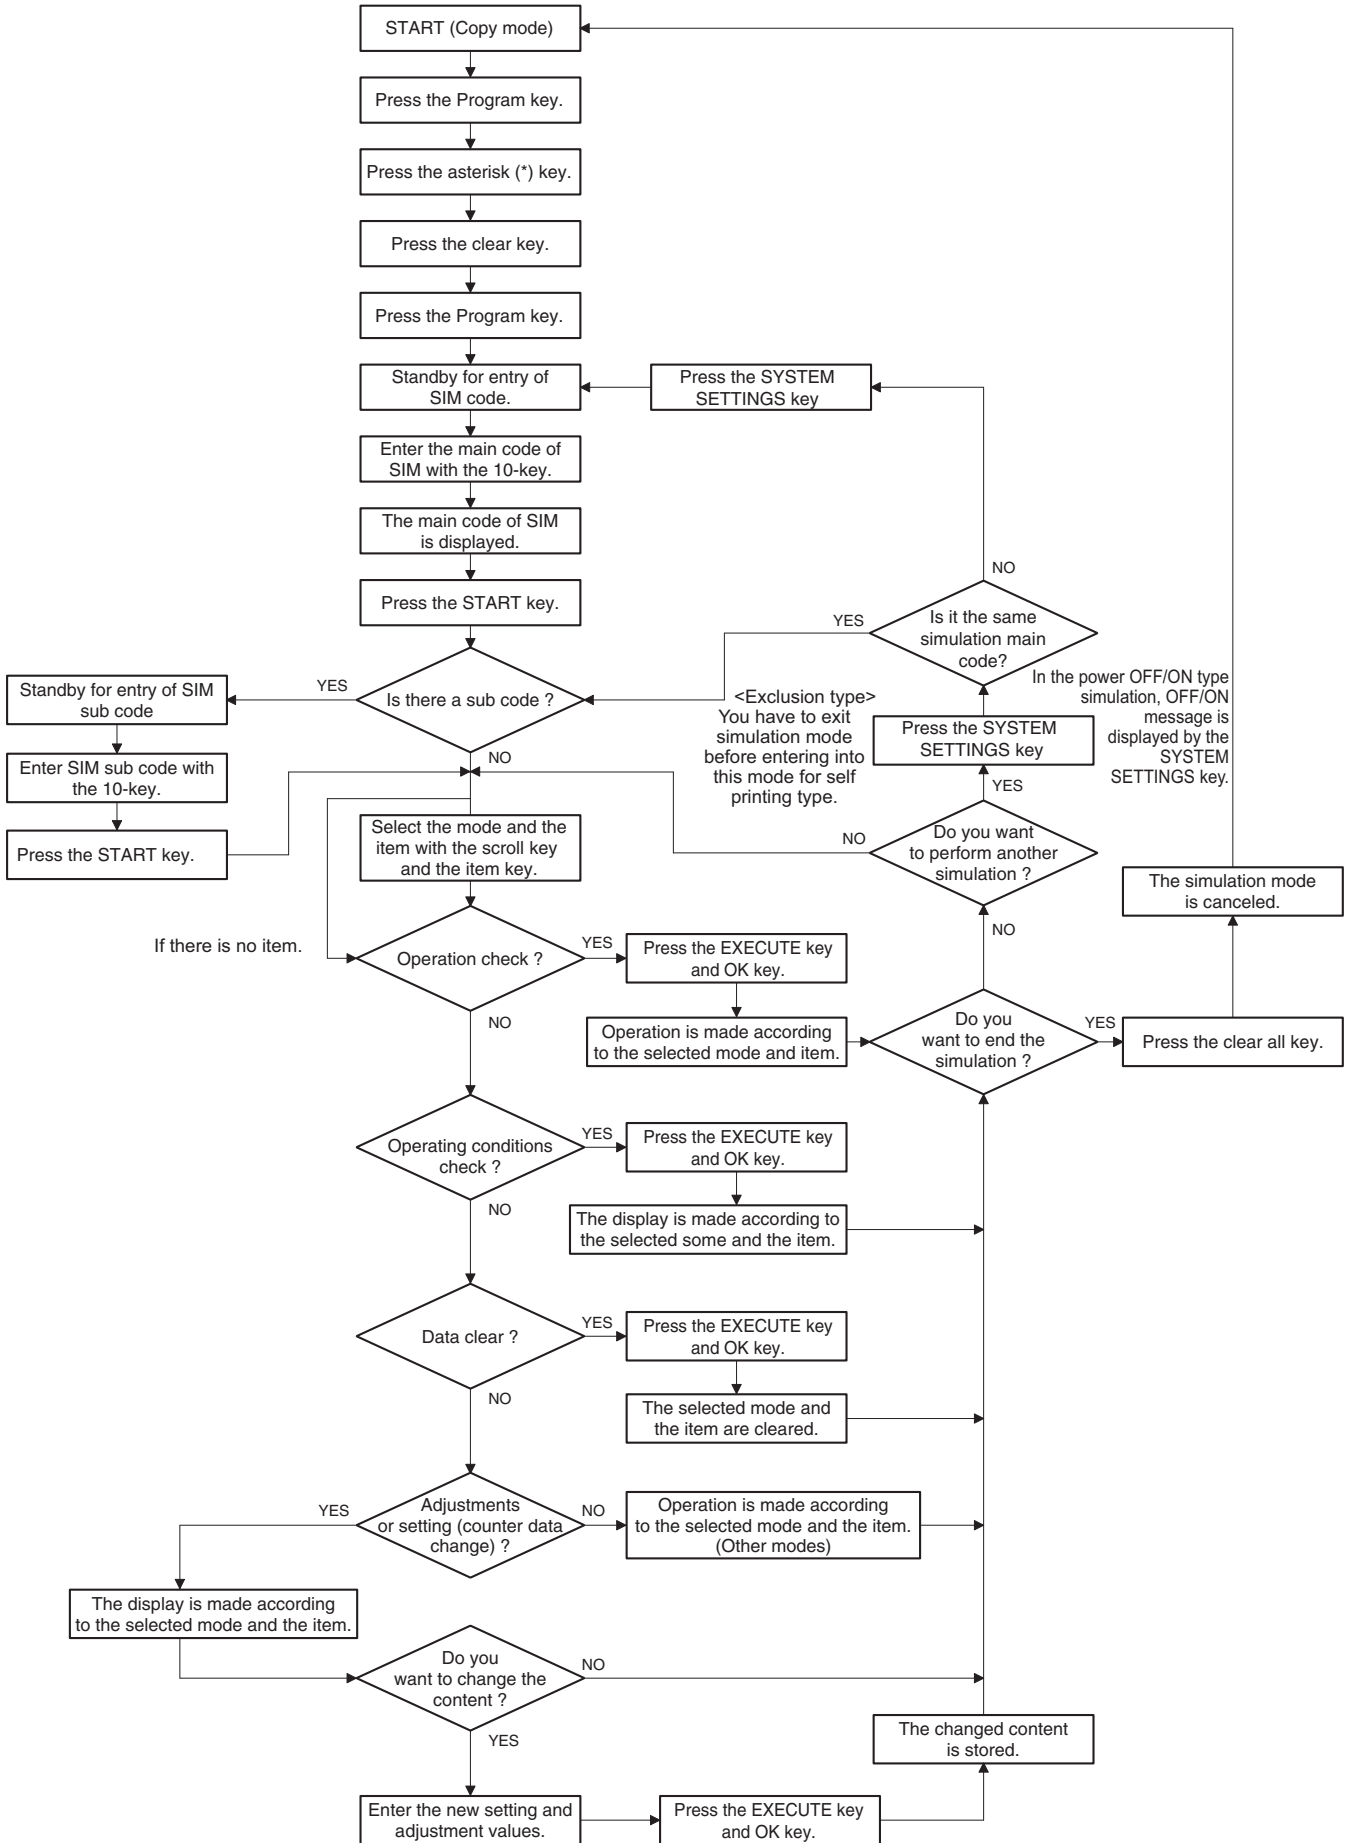 START (Copy mode)
Press the Program key.
Press the asterisk (*) key.
Press the clear key.
Press the Program key.
Standby for entry of
SIM code.
Press the SYSTEM
SETTINGS key
Enter the main code of
SIM with the 10-key.
The main code of SIM
is displayed.
Press the START key.
NO
Is it the same
simulation main
code?
YES
Is there a sub code ?
YES
NO
Standby for entry of SIM
sub code
Enter SIM sub code with
the 10-key.
Press the START key.
<Exclusion type>
You have to exit
simulation mode
before entering into
this mode for self
printing type.
Press the SYSTEM
SETTINGS key
In the power OFF/ON type
simulation, OFF/ON
message is
displayed by the
SYSTEM
SETTINGS key.
YES
NO
Do you want
to perform another
simulation ?
Select the mode and the
item with the scroll key
and the item key.
The simulation mode
is canceled.
NO
If there is no item.
Operation check ?
YES
NO
Press the EXECUTE key
and OK key.
Operation is made according
to the selected mode and item.
Do you
want to end the
simulation ?
YES
Press the clear all key.
Operating conditions
check ?
YES
NO
Press the EXECUTE key
and OK key.
The display is made according to
the selected some and the item.
Data clear ?
YES
NO
Press the EXECUTE key
and OK key.
The selected mode and
the item are cleared.
YES
Adjustments
or setting (counter data
change) ?
NO
Operation is made according
to the selected mode and the item.
(Other modes)
The display is made according
to the selected mode and the item.
Do you
want to change the
content ?
NO
YES
The changed content
is stored.
Enter the new setting and
adjustment values.
Press the EXECUTE key
and OK key.